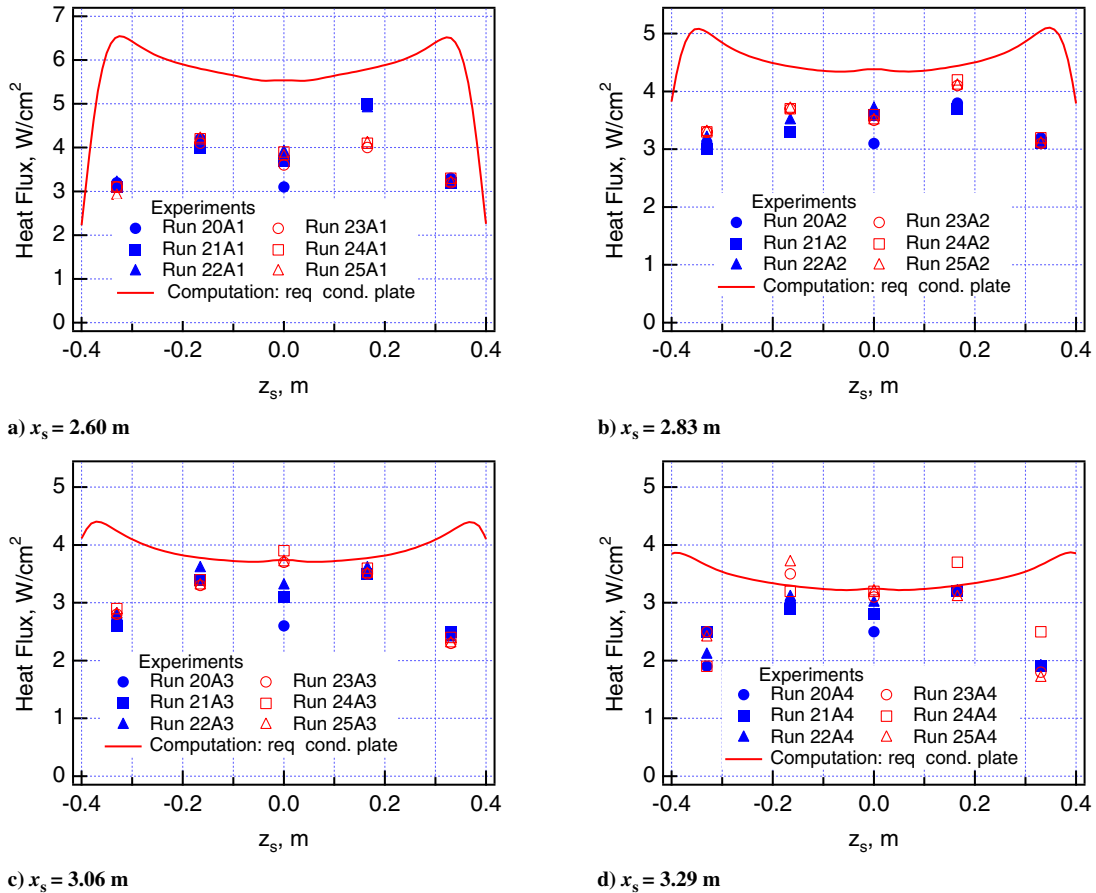 7
6
5
4
3
2
1
0
Heat Flux, W/cm²
Experiments
Run 20A1 Run 23A1
Run 21A1 Run 24A1
Run 22A1 Run 25A1
Computation: req cond. plate
-0.4 -0.2 0.0 0.2 0.4
z_s, m
a) x_s = 2.60 m
5
4
3
2
1
0
Heat Flux, W/cm²
Experiments
Run 20A2 Run 23A2
Run 21A2 Run 24A2
Run 22A2 Run 25A2
Computation: req cond. plate
-0.4 -0.2 0.0 0.2 0.4
z_s, m
b) x_s = 2.83 m
5
4
3
2
1
0
Heat Flux, W/cm²
Experiments
Run 20A3 Run 23A3
Run 21A3 Run 24A3
Run 22A3 Run 25A3
Computation: req cond. plate
-0.4 -0.2 0.0 0.2 0.4
z_s, m
c) x_s = 3.06 m
5
4
3
2
1
0
Heat Flux, W/cm²
Experiments
Run 20A4 Run 23A4
Run 21A4 Run 24A4
Run 22A4 Run 25A4
Computation: req cond. plate
-0.4 -0.2 0.0 0.2 0.4
z_s, m
d) x_s = 3.29 m